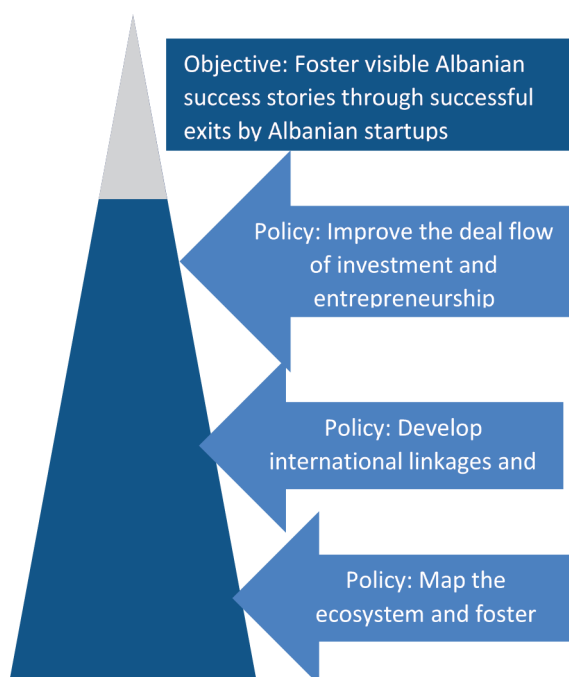 Objective: Foster visible Albanian
success stories through successful
exits by Albanian startups
Policy: Improve the deal flow
of investment and
entrepreneurship
Policy: Develop
international linkages and
Policy: Map the
ecosystem and foster